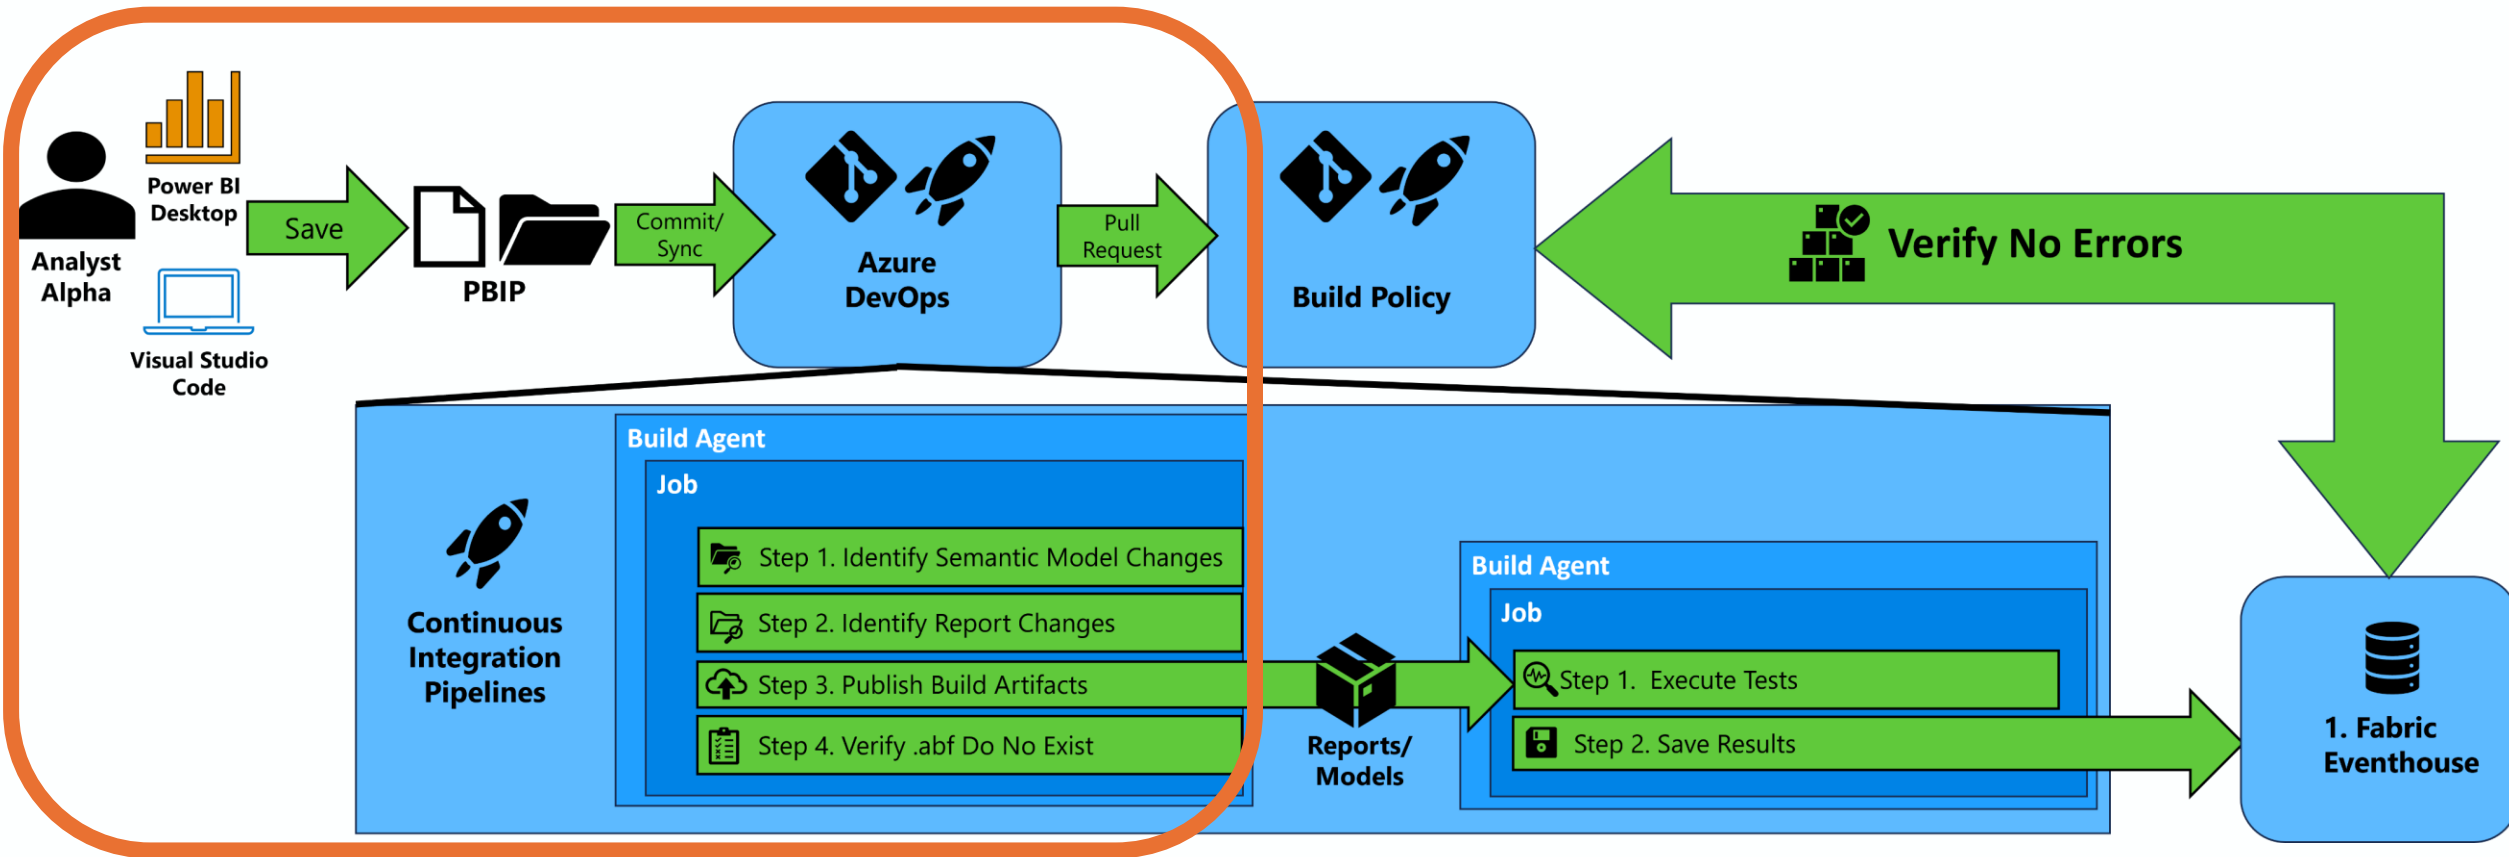 Power BI
Desktop
Analyst
Alpha
Visual Studio
Code
Save
PBIP
Commit/
Sync
Azure
DevOps
Pull
Request
Build Policy
Verify No Errors
Continuous
Integration
Pipelines
Build Agent
Job
Step 1. Identify Semantic Model Changes
Step 2. Identify Report Changes
Step 3. Publish Build Artifacts
Step 4. Verify .abf Do No Exist
Reports/
Models
Build Agent
Job
Step 1.  Execute Tests
Step 2. Save Results
1. Fabric
Eventhouse